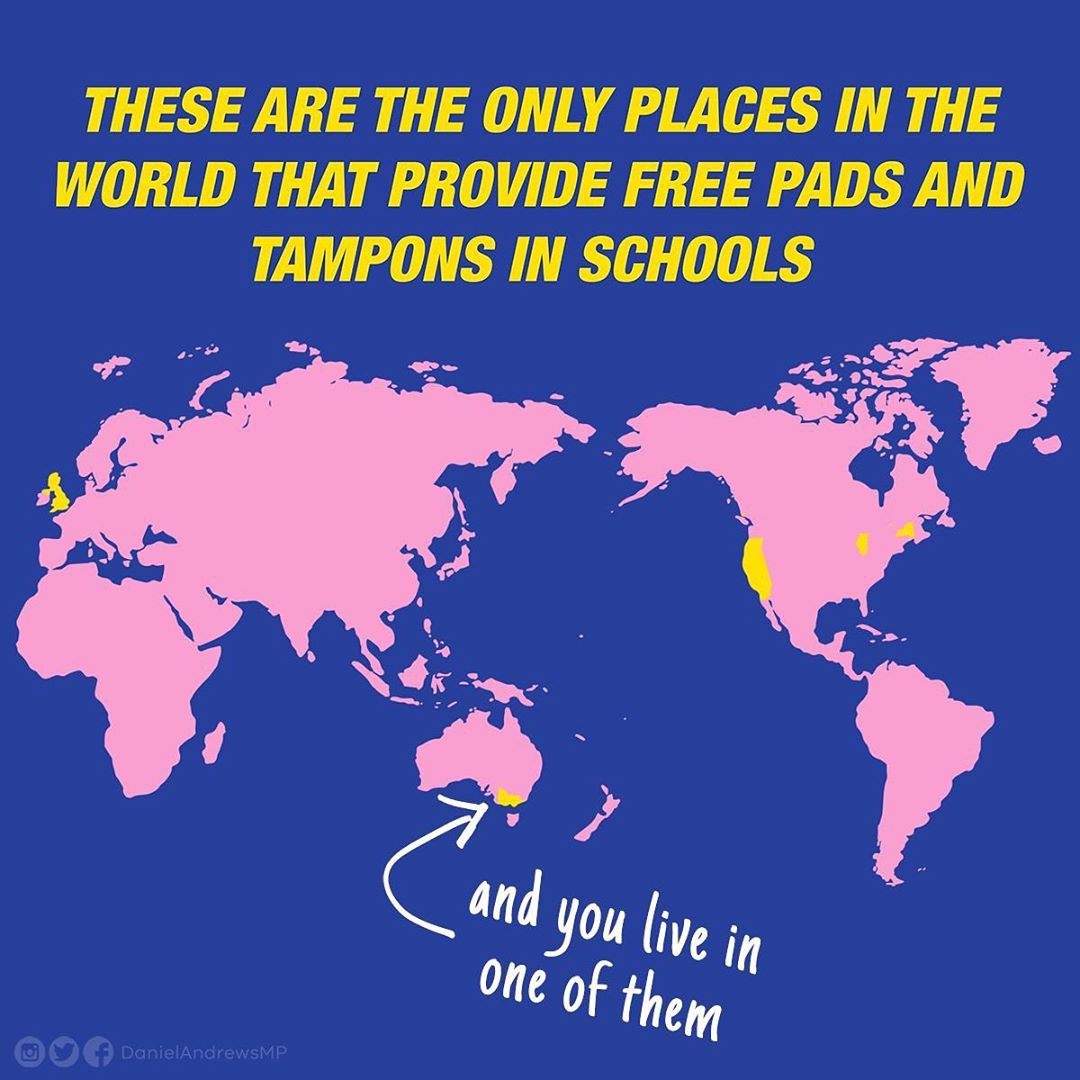 THESE ARE THE ONLY PLACES IN THE
WORLD THAT PROVIDE FREE PADS AND
TAMPONS IN SCHOOLS
and you live in
one of them
DanielAndrewsMP